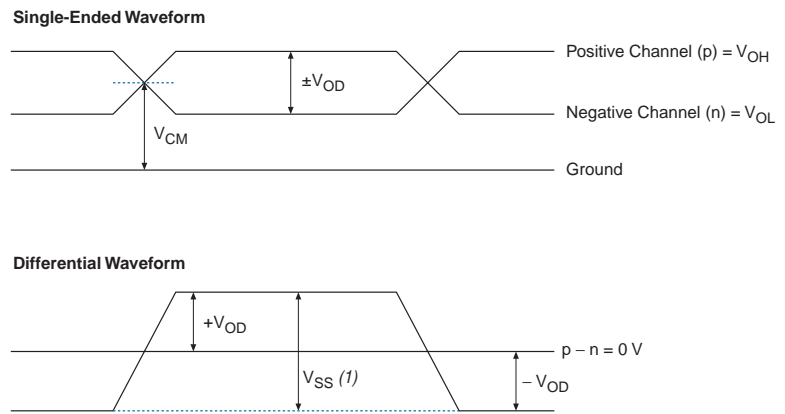 Single-Ended Waveform
Positive Channel (p) = VOH
±VOD
Negative Channel (n) = VOL
VCM
Ground
Differential Waveform
+VOD
p – n = 0 V
VSS (1)
– VOD